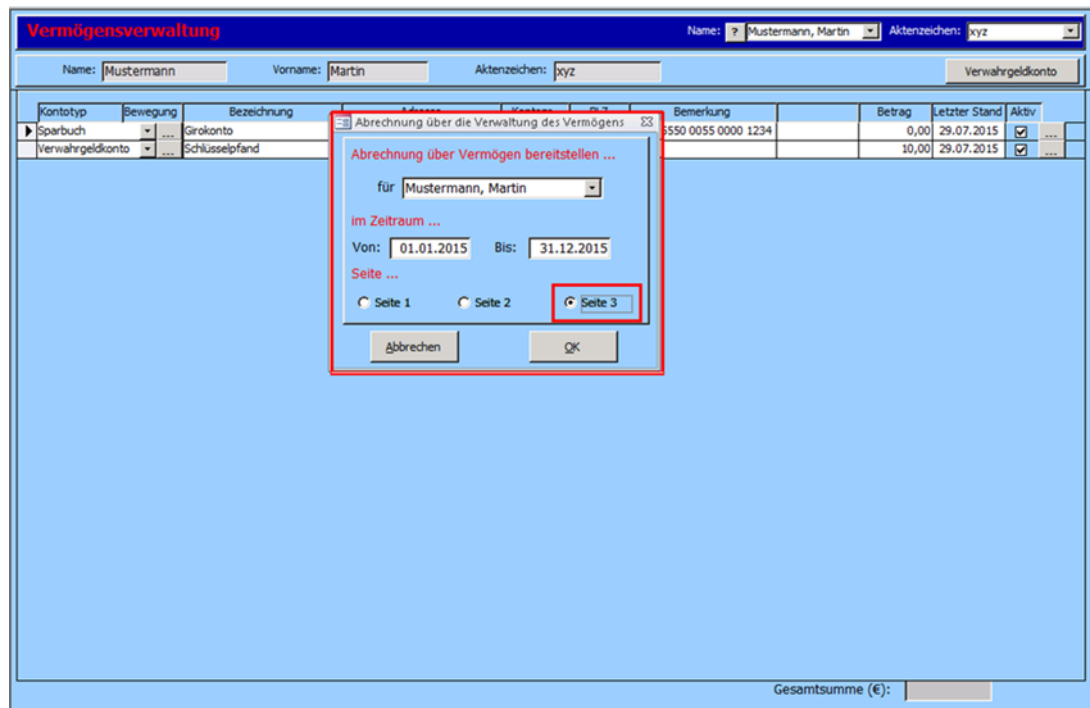 Vermögensverwaltung Name: ? Mustermann, Martin Aktenzeichen: xyz
Name: Mustermann Vorname: Martin Aktenzeichen: xyz Verwahrgeldkonto
Kontotyp Bewegung Bezeichnung Bemerkung Betrag Letzter Stand Aktiv
Sparbuch ... Girokonto 5550 0055 0000 1234 0,00 29.07.2015 ...
Verwahrgeldkonto ... Schlüsselpfand 10,00 29.07.2015 ...
Abrechnung über die Verwaltung des Vermögens
Abrechnung über Vermögen bereitstellen ...
für Mustermann, Martin
im Zeitraum ...
Von: 01.01.2015 Bis: 31.12.2015
Seite ...
Seite 1 Seite 2 Seite 3
Abbrechen OK
Gesamtsumme (€):